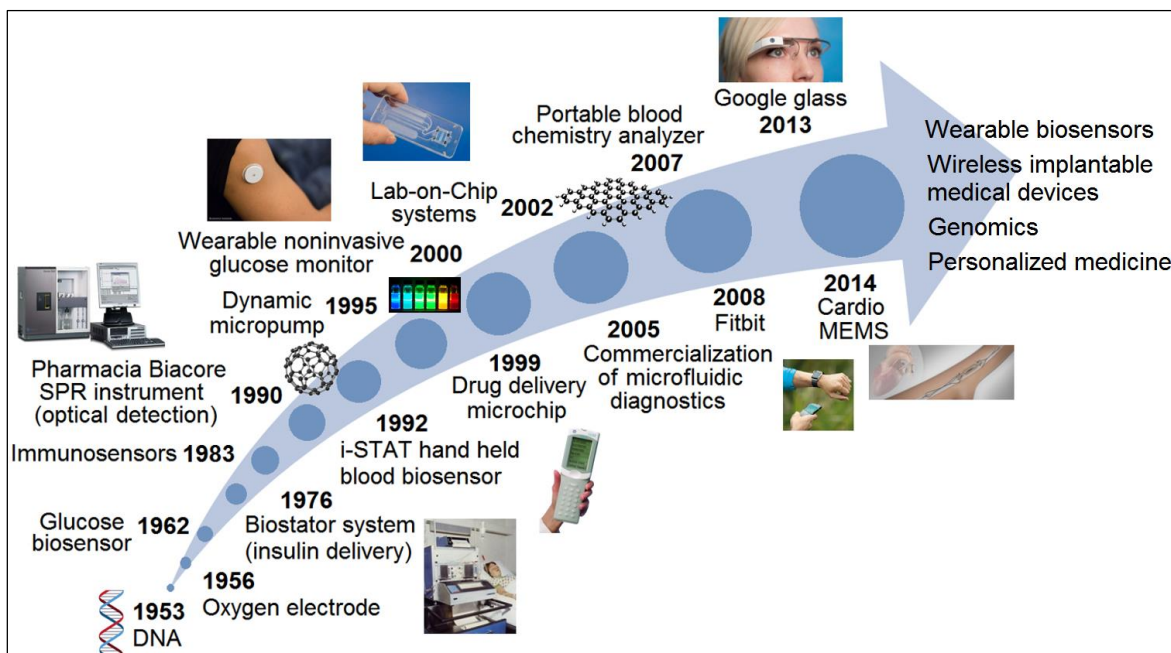 Google glass
2013
Portable blood
chemistry analyzer
2007
Lab-on-Chip
systems
2002
Wearable noninvasive
glucose monitor
2000
Dynamic
micropump
1995
Pharmacia Biacore
SPR instrument
(optical detection)
1990
Immunosensors 1983
Glucose
biosensor
1962
1953
DNA
1956
Oxygen electrode
1976
Biostator system
(insulin delivery)
1992
i-STAT hand held
blood biosensor
1999
Drug delivery
microchip
2005
Commercialization
of microfluidic
diagnostics
2008
Fitbit
2014
Cardio
MEMS
Wearable biosensors
Wireless implantable
medical devices
Genomics
Personalized medicine